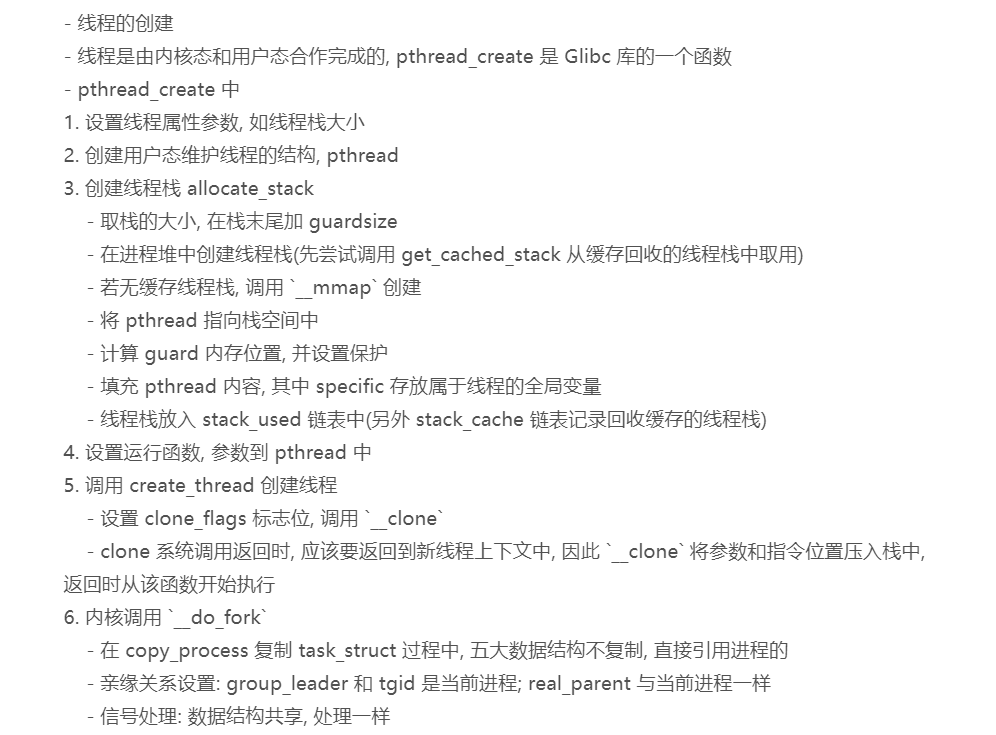 - 线程的创建
- 线程是由内核态和用户态合作完成的, pthread_create 是 Glibc 库的一个函数
- pthread_create 中
1. 设置线程属性参数, 如线程栈大小
2. 创建用户态维护线程的结构, pthread
3. 创建线程栈 allocate_stack
- 取栈的大小, 在栈末尾加 guardsize
- 在进程堆中创建线程栈(先尝试调用 get_cached_stack 从缓存回收的线程栈中取用)
- 若无缓存线程栈, 调用 `__mmap` 创建
- 将 pthread 指向栈空间中
- 计算 guard 内存位置, 并设置保护
- 填充 pthread 内容, 其中 specific 存放属于线程的全局变量
- 线程栈放入 stack_used 链表中(另外 stack_cache 链表记录回收缓存的线程栈)
4. 设置运行函数, 参数到 pthread 中
5. 调用 create_thread 创建线程
- 设置 clone_flags 标志位, 调用 `__clone`
- clone 系统调用返回时, 应该要返回到新线程上下文中, 因此 `__clone` 将参数和指令位置压入栈中,
返回时从该函数开始执行
6. 内核调用 `__do_fork`
- 在 copy_process 复制 task_struct 过程中, 五大数据结构不复制, 直接引用进程的
- 亲缘关系设置: group_leader 和 tgid 是当前进程; real_parent 与当前进程一样
- 信号处理: 数据结构共享, 处理一样